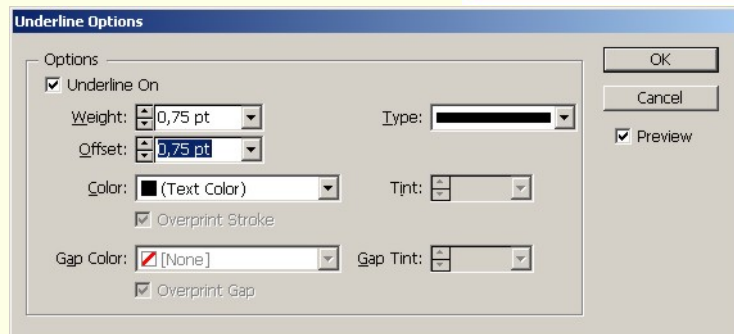 Underline Options
Options
Underline On
Weight: 0,75 pt Type:
Offset: 0,75 pt
Color: (Text Color) Tint:
Overprint Stroke
Gap Color: [None] Gap Tint:
Overprint Gap
OK
Cancel
Preview